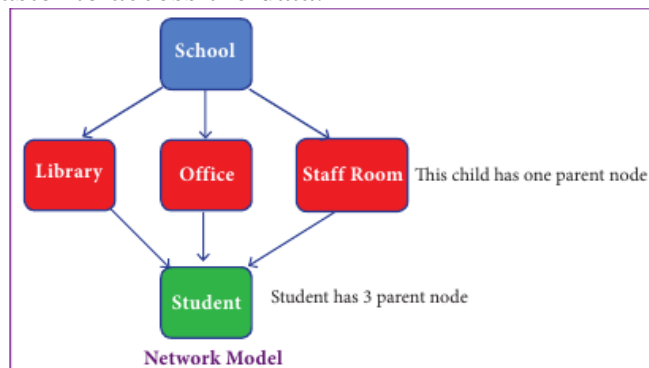 School
Library
Office
Staff Room
This child has one parent node
Student
Student has 3 parent node
Network Model